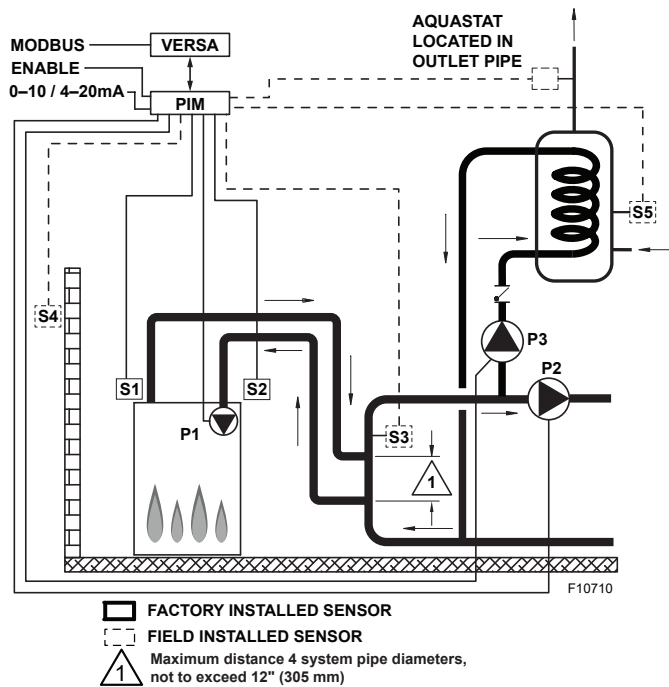 MODBUS
VERSA
ENABLE
0–10 / 4–20mA
PIM
AQUASTAT
LOCATED IN
OUTLET PIPE
S5
S4
P3
P2
S1
S2
P1
S3
1
F10710
FACTORY INSTALLED SENSOR
FIELD INSTALLED SENSOR
1
Maximum distance 4 system pipe diameters,
not to exceed 12" (305 mm)